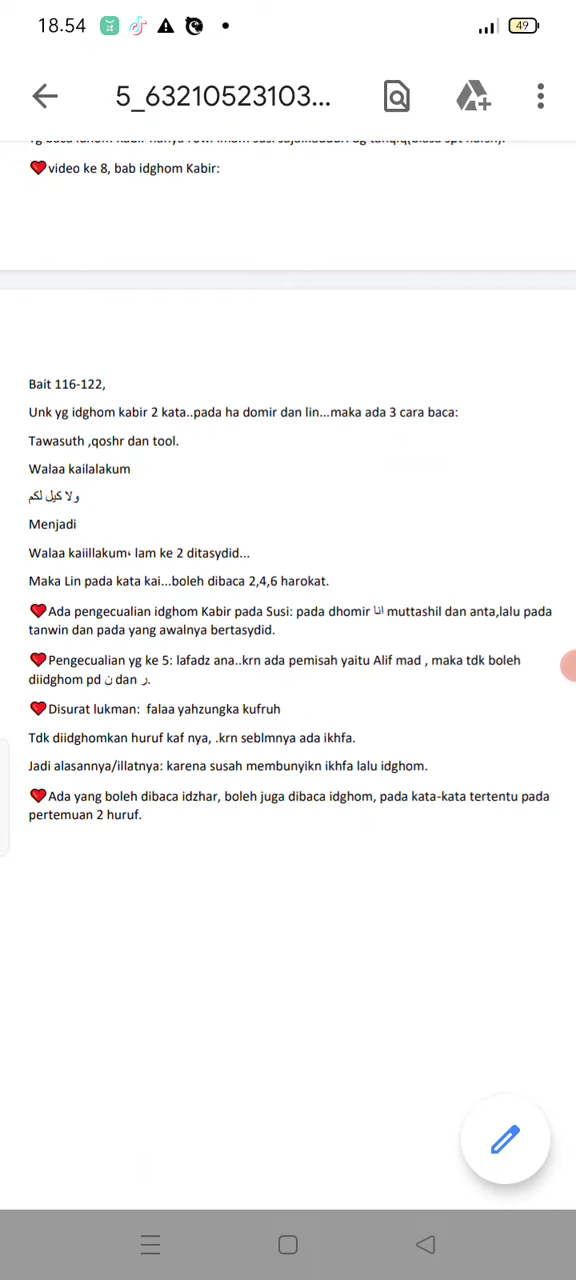 18.54
49
5_63210523103...
video ke 8, bab idghom Kabir:
Bait 116-122,
Unk yg idghom kabir 2 kata..pada ha domir dan lin...maka ada 3 cara baca:
Tawasuth ,qoshr dan tool.
Walaa kailalakum
ولا كيل لكم
Menjadi
Walaa kaiillakum، lam ke 2 ditasydid...
Maka Lin pada kata kai...boleh dibaca 2,4,6 harokat.
Ada pengecualian idghom Kabir pada Susi: pada dhomir انا muttashil dan anta,lalu pada
tanwin dan pada yang awalnya bertasydid.
Pengecualian yg ke 5: lafadz ana..krn ada pemisah yaitu Alif mad , maka tdk boleh
diidghom pd ن dan ر.
Disurat lukman:  falaa yahzungka kufruh
Tdk diidghomkan huruf kaf nya, .krn seblmnya ada ikhfa.
Jadi alasannya/illatnya: karena susah membunyikn ikhfa lalu idghom.
Ada yang boleh dibaca idzhar, boleh juga dibaca idghom, pada kata-kata tertentu pada
pertemuan 2 huruf.